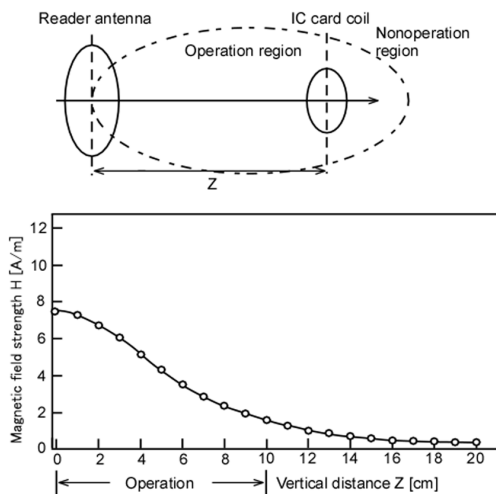 Reader antenna
IC card coil
Operation region
Nonoperation
region
Z
Magnetic field strength H [A/m]
12
10
8
6
4
2
0
0 2 4 6 8 10 12 14 16 18 20
Operation
Vertical distance Z [cm]